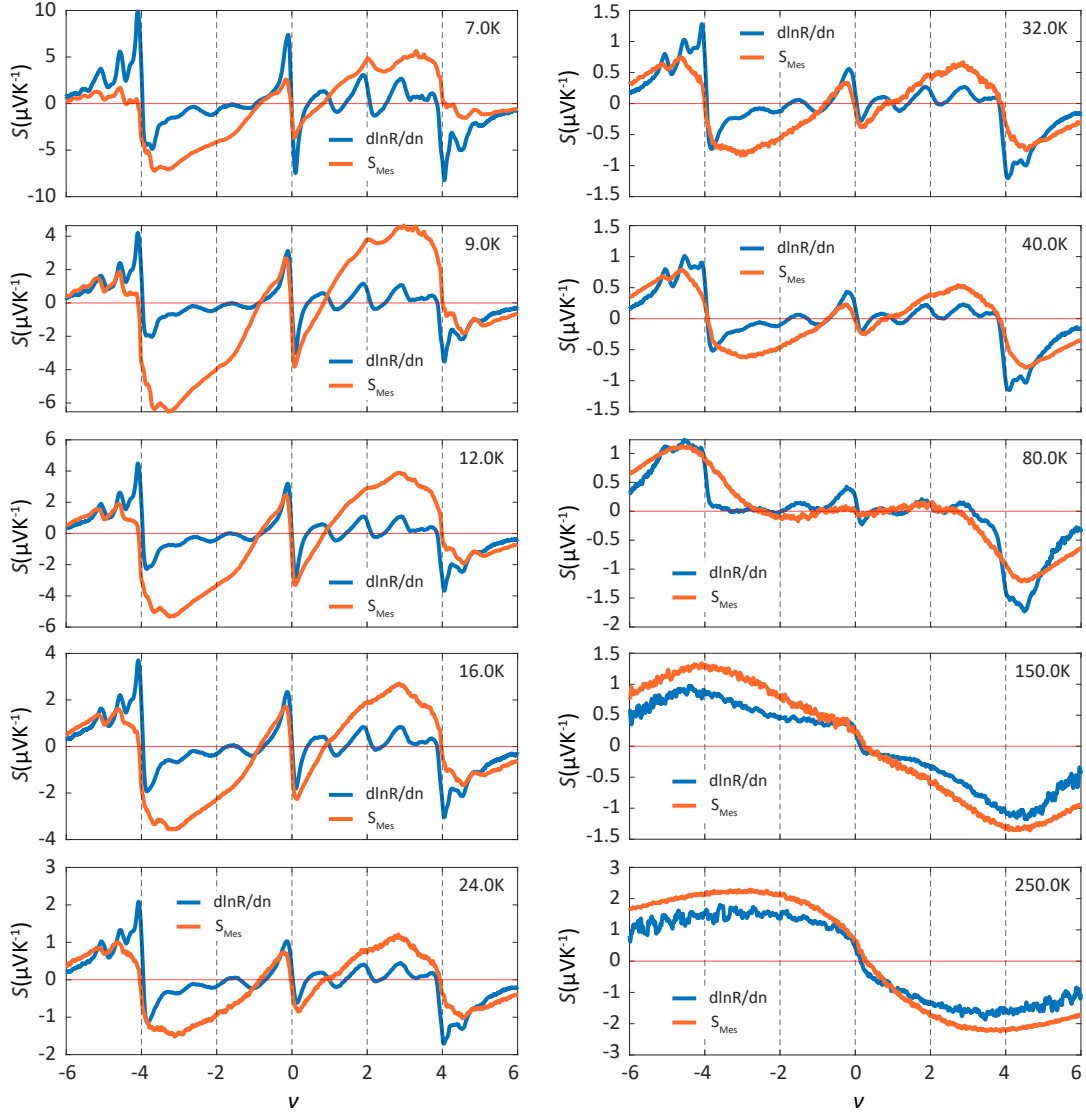 7.0K
S(μVK⁻¹)
10
5
0
-5
-10
dlnR/dn
S_Mes
9.0K
S(μVK⁻¹)
4
2
0
-2
-4
-6
dlnR/dn
S_Mes
12.0K
S(μVK⁻¹)
6
4
2
0
-2
-4
-6
dlnR/dn
S_Mes
16.0K
S(μVK⁻¹)
4
2
0
-2
-4
dlnR/dn
S_Mes
24.0K
S(μVK⁻¹)
3
2
1
0
-1
-2
dlnR/dn
S_Mes
-6 -4 -2 0 2 4 6
ν
32.0K
S(μVK⁻¹)
1.5
1
0.5
0
-0.5
-1
-1.5
dlnR/dn
S_Mes
40.0K
S(μVK⁻¹)
1.5
1
0.5
0
-0.5
-1
-1.5
dlnR/dn
S_Mes
80.0K
S(μVK⁻¹)
1
0.5
0
-0.5
-1
-1.5
-2
dlnR/dn
S_Mes
150.0K
S(μVK⁻¹)
1.5
1
0.5
0
-0.5
-1
-1.5
dlnR/dn
S_Mes
250.0K
S(μVK⁻¹)
3
2
1
0
-1
-2
-3
dlnR/dn
S_Mes
-6 -4 -2 0 2 4 6
ν